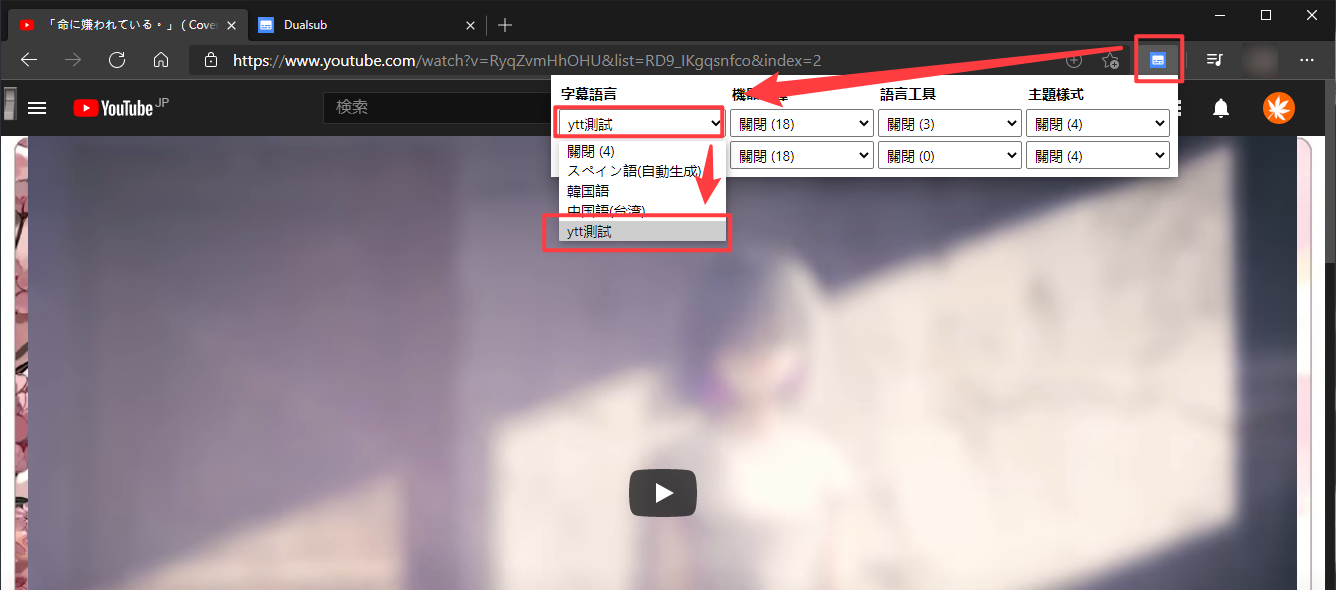 「命に嫌われている。」( Cove
Dualsub
https://www.youtube.com/watch?v=RyqZvmHhOHU&list=RD9_IKgqsnfco&index=2
YouTube JP
検索
字幕語言
語言工具
主題樣式
ytt測試
關閉 (18)
關閉 (3)
關閉 (4)
關閉 (18)
關閉 (0)
關閉 (4)
關閉 (4)
スペイン語(自動生成)
韓国語
中国語(台湾)
ytt測試